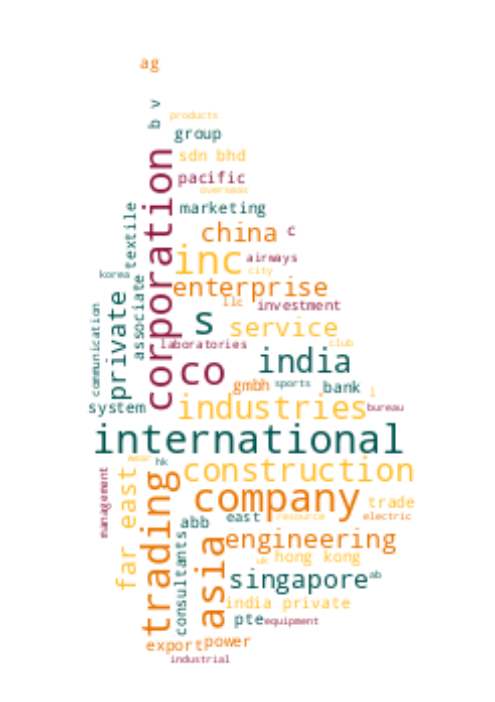 ag
b v
products
group
sdn bhd
pacific
overseas
marketing
corporation
textile
china
c
inc
airways
city
korea
enterprise
associate
private
llc
investment
communication
s
service
laboratories
club
india
co
gmbh
sports
bank
l
system
industries
bureau
international
wear
hk
construction
management
far east
trading
company
trade
abb
east
resource
electric
consultants
asia
engineering
uk
hong kong
singapore
ab
india private
pte
equipment
export
power
industrial